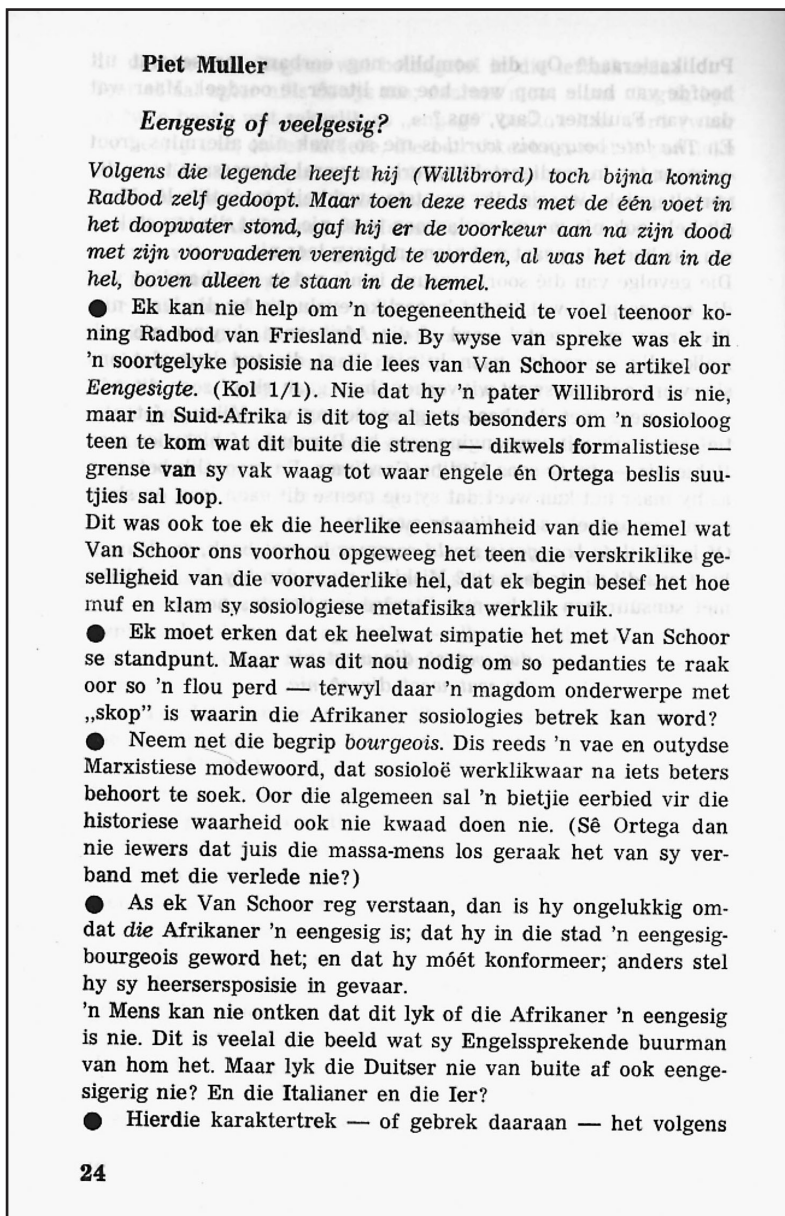 Piet Muller
Eengesig of veelgesig?
Volgens die legende heeft hij (Willibrord) toch bijna koning
Radbod zelf gedoopt. Maar toen deze reeds met de één voet in
het doopwater stond, gaf hij er de voorkeur aan na zijn dood
met zijn voorvaderen verenigd te worden, al was het dan in de
hel, boven alleen te staan in de hemel.
● Ek kan nie help om 'n toegeneentheid te voel teenoor ko-
ning Radbod van Friesland nie. By wyse van spreke was ek in
'n soortgelyke posisie na die lees van Van Schoor se artikel oor
Eengesigte. (Kol 1/1). Nie dat hy 'n pater Willibrord is nie,
maar in Suid-Afrika is dit tog al iets besonders om 'n sosioloog
teen te kom wat dit buite die streng — dikwels formalistiese —
grense van sy vak waag tot waar engele én Ortega beslis suu-
tjies sal loop.
Dit was ook toe ek die heerlike eensaamheid van die hemel wat
Van Schoor ons voorhou opgeweeg het teen die verskriklike ge-
selligheid van die voorvaderlike hel, dat ek begin besef het hoe
muf en klam sy sosiologiese metafisika werklik ruik.
● Ek moet erken dat ek heelwat simpatie het met Van Schoor
se standpunt. Maar was dit nou nodig om so pedanties te raak
oor so 'n flou perd — terwyl daar 'n magdom onderwerpe met
„skop” is waarin die Afrikaner sosiologies betrek kan word?
● Neem net die begrip bourgeois. Dis reeds 'n vae en outydse
Marxistiese modewoord, dat sosioloë werklikwaar na iets beters
behoort te soek. Oor die algemeen sal 'n bietjie eerbied vir die
historiese waarheid ook nie kwaad doen nie. (Sê Ortega dan
nie iewers dat juis die massa-mens los geraak het van sy ver-
band met die verlede nie?)
● As ek Van Schoor reg verstaan, dan is hy ongelukkig om-
dat die Afrikaner 'n eengesig is; dat hy in die stad 'n eengesig-
bourgeois geword het; en dat hy móét konformeer; anders stel
hy sy heersersposisie in gevaar.
'n Mens kan nie ontken dat dit lyk of die Afrikaner 'n eengesig
is nie. Dit is veelal die beeld wat sy Engelssprekende buurman
van hom het. Maar lyk die Duitser nie van buite af ook eenge-
sigerig nie? En die Italianer en die Ier?
● Hierdie karaktertrek — of gebrek daaraan — het volgens
24